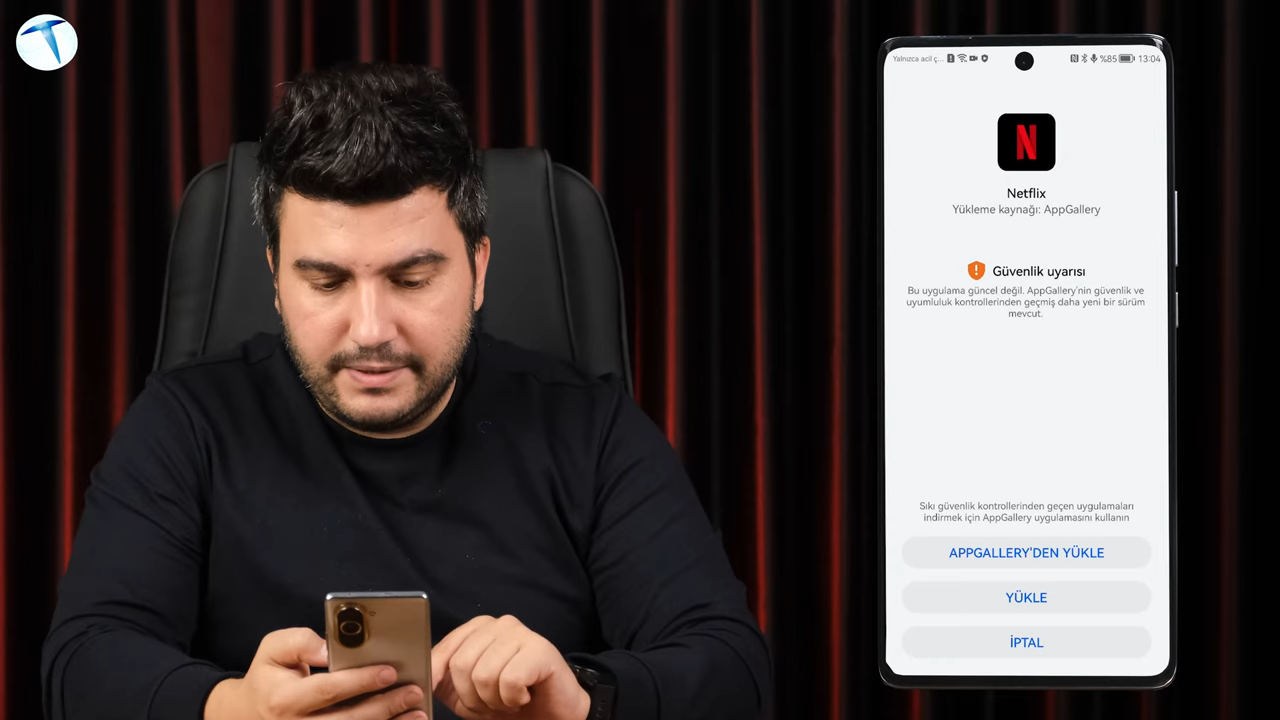 Yalnızca acil ç...
%85
13:04
N
Netflix
Yükleme kaynağı: AppGallery
Güvenlik uyarısı
Bu uygulama güncel değil. AppGallery'nin güvenlik ve
uyumluluk kontrollerinden geçmiş daha yeni bir sürüm
mevcut.
Sıkı güvenlik kontrollerinden geçen uygulamaları
indirmek için AppGallery uygulamasını kullanın
APPGALLERY'DEN YÜKLE
YÜKLE
İPTAL